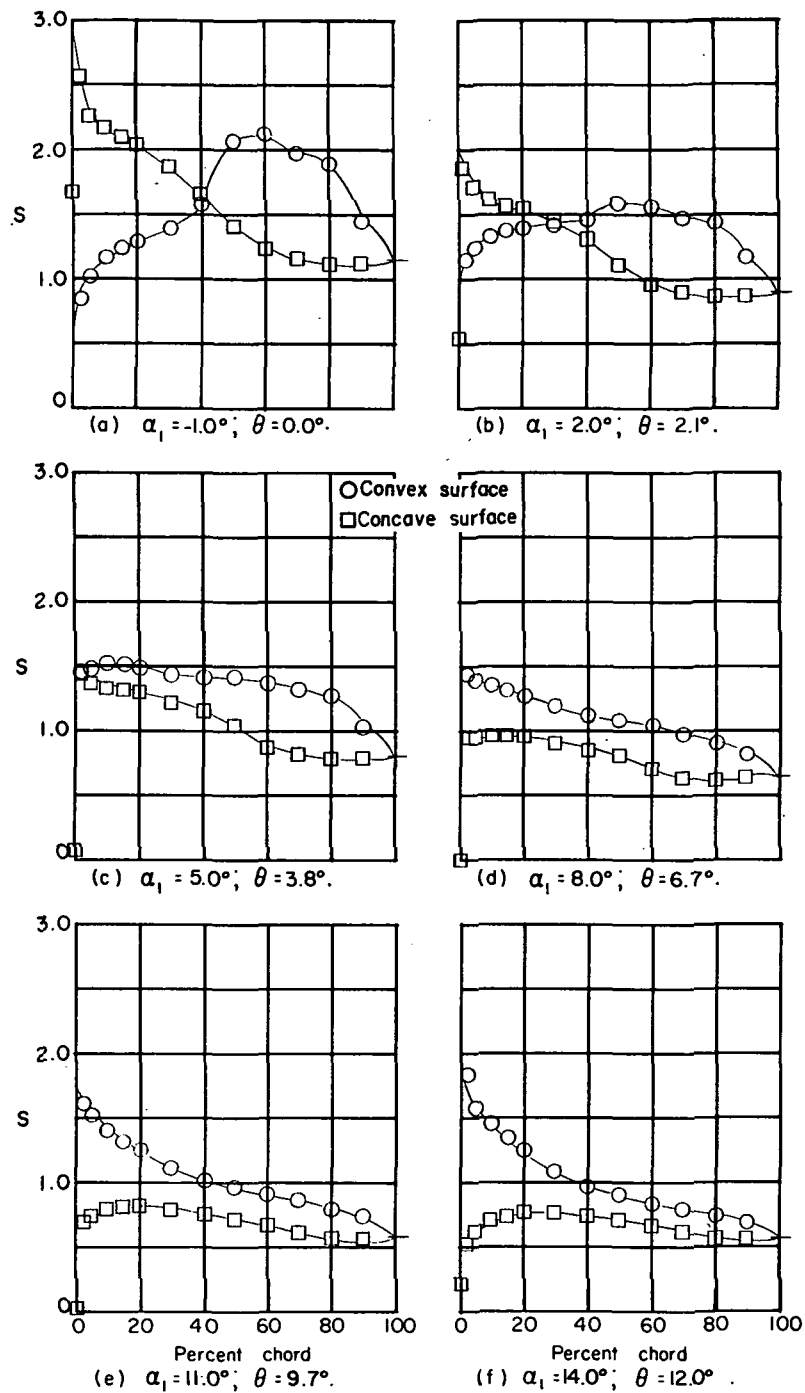 3.0
2.0
S
1.0
0
(a) α₁ = -1.0°; θ = 0.0°.
(b) α₁ = 2.0°; θ = 2.1°.
3.0
○ Convex surface
□ Concave surface
2.0
S
1.0
0
(c) α₁ = 5.0°; θ = 3.8°.
(d) α₁ = 8.0°; θ = 6.7°.
3.0
2.0
S
1.0
0
0 20 40 60 80 100
0 20 40 60 80 100
Percent chord
Percent chord
(e) α₁ = 11.0°; θ = 9.7°.
(f) α₁ = 14.0°; θ = 12.0°.